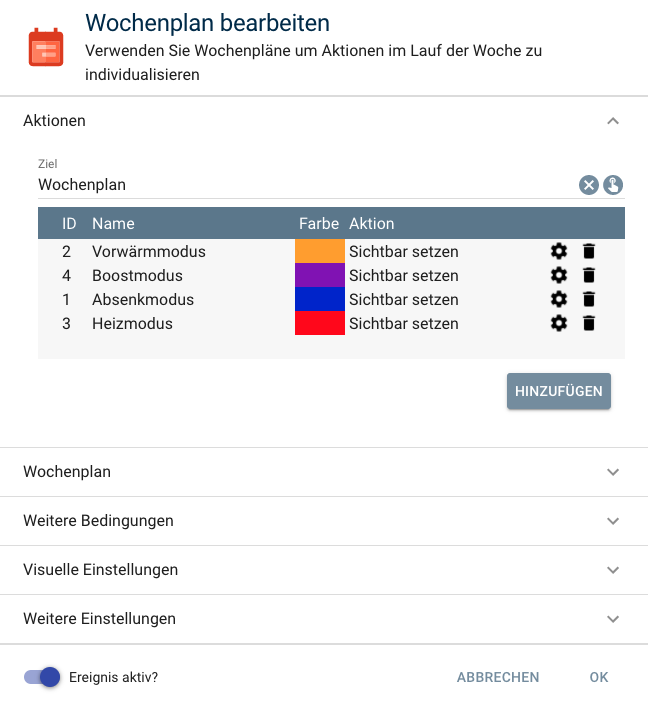 Wochenplan bearbeiten
Verwenden Sie Wochenpläne um Aktionen im Lauf der Woche zu
individualisieren
Aktionen
Ziel
Wochenplan
ID Name Farbe Aktion
2 Vorwärmmodus Sichtbar setzen
4 Boostmodus Sichtbar setzen
1 Absenkmodus Sichtbar setzen
3 Heizmodus Sichtbar setzen
HINZUFÜGEN
Wochenplan
Weitere Bedingungen
Visuelle Einstellungen
Weitere Einstellungen
Ereignis aktiv? ABBRECHEN OK